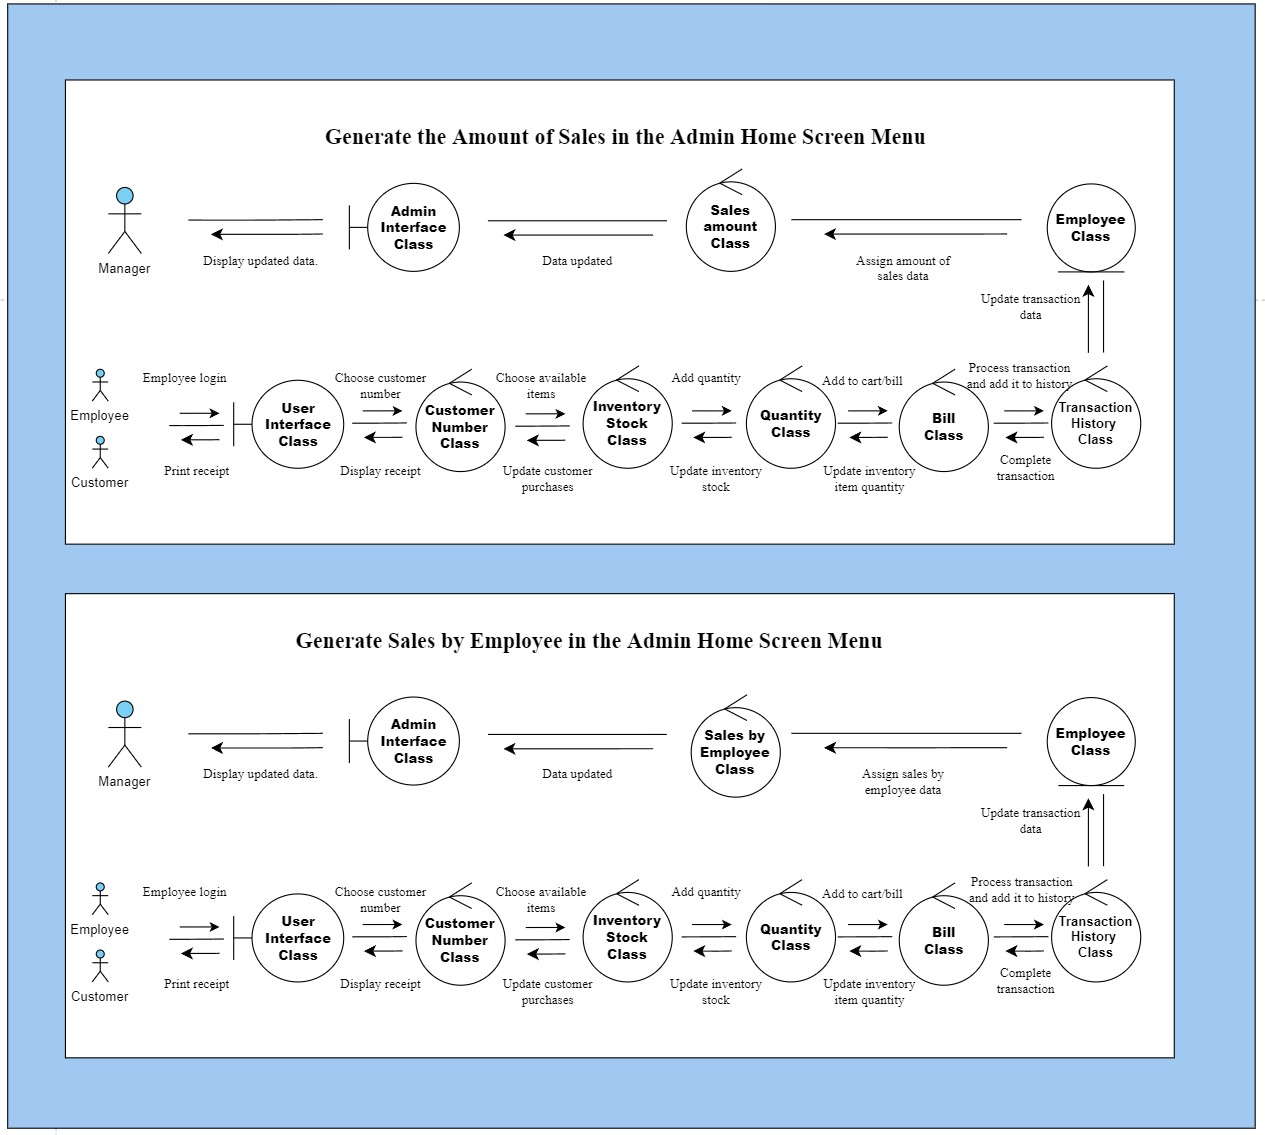 Generate the Amount of Sales in the Admin Home Screen Menu
Admin
Interface
Class
Sales
amount
Class
Employee
Class
Manager
Display updated data.
Data updated
Assign amount of
sales data
Update transaction
data
Employee login
Choose customer
number
Choose available
items
Add quantity
Add to cart/bill
Process transaction
and add it to history
Employee
Customer
User
Interface
Class
Customer
Number
Class
Inventory
Stock
Class
Quantity
Class
Bill
Class
Transaction
History
Class
Print receipt
Display receipt
Update customer
purchases
Update inventory
stock
Update inventory
item quantity
Complete
transaction
Generate Sales by Employee in the Admin Home Screen Menu
Admin
Interface
Class
Sales by
Employee
Class
Employee
Class
Manager
Display updated data.
Data updated
Assign sales by
employee data
Update transaction
data
Employee login
Choose customer
number
Choose available
items
Add quantity
Add to cart/bill
Process transaction
and add it to history
Employee
Customer
User
Interface
Class
Customer
Number
Class
Inventory
Stock
Class
Quantity
Class
Bill
Class
Transaction
History
Class
Print receipt
Display receipt
Update customer
purchases
Update inventory
stock
Update inventory
item quantity
Complete
transaction